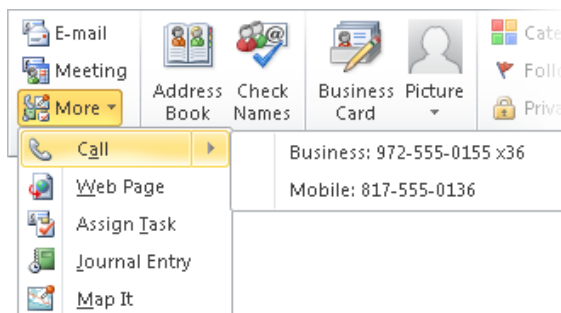 E-mail
Meeting
More
Address Book
Check Names
Business Card
Picture
Call
Business: 972-555-0155 x36
Mobile: 817-555-0136
Web Page
Assign Task
Journal Entry
Map It